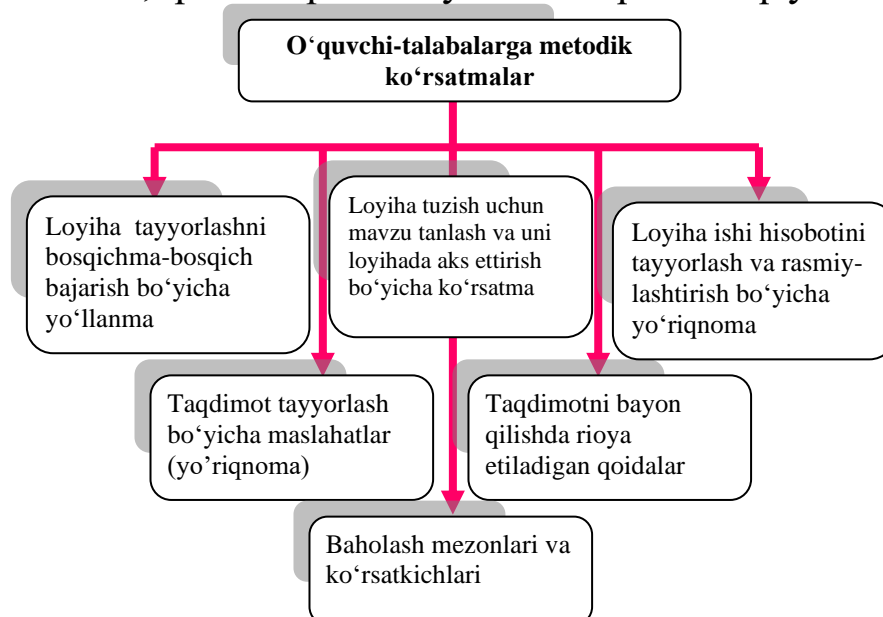 O‘quvchi-talabalarga metodik
ko‘rsatmalar
Loyiha tayyorlashni
bosqichma-bosqich
bajarish bo‘yicha
yo‘llanma
Loyiha tuzish uchun
mavzu tanlash va uni
loyihada aks ettirish
bo‘yicha ko‘rsatma
Loyiha ishi hisobotini
tayyorlash va rasmiy-
lashtirish bo‘yicha
yo‘riqnoma
Taqdimot tayyorlash
bo‘yicha maslahatlar
(yo’riqnoma)
Taqdimotni bayon
qilishda rioya
etiladigan qoidalar
Baholash mezonlari va
ko‘rsatkichlari